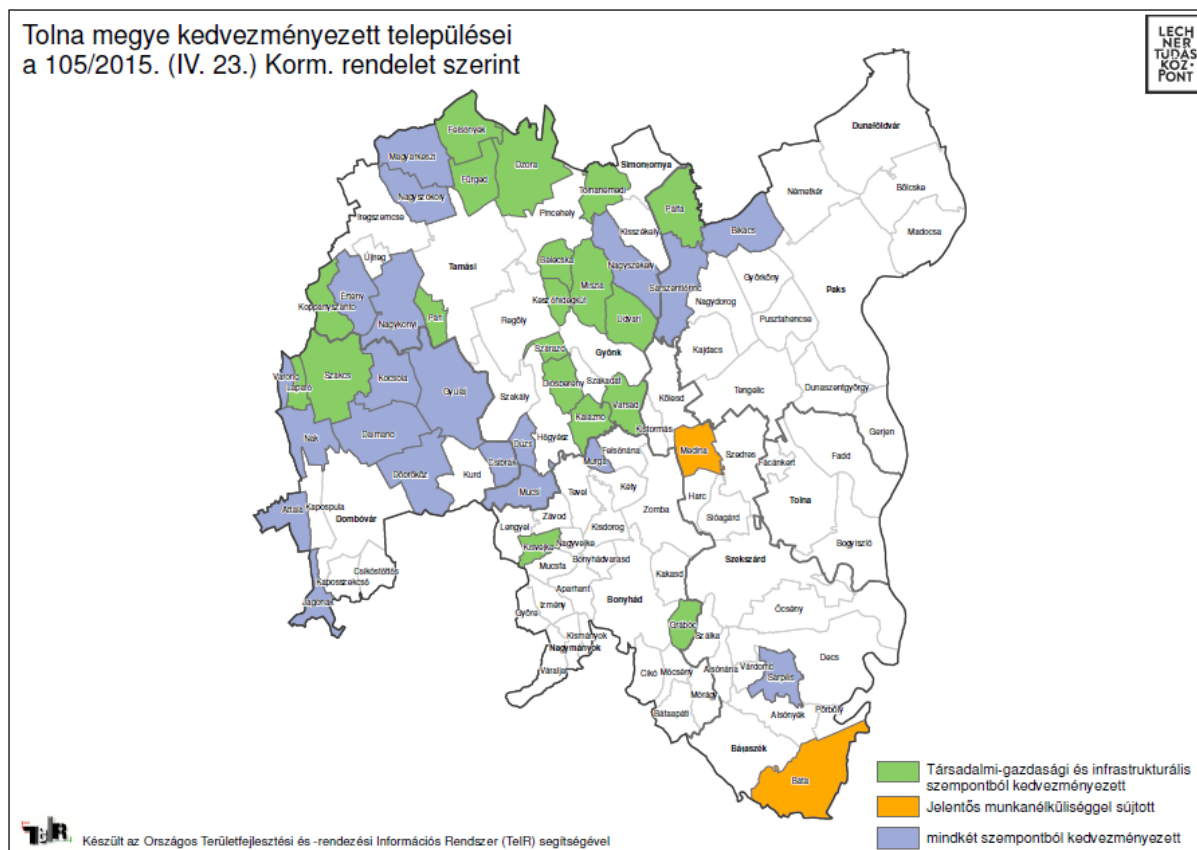 Tolna megye kedvezményezett települései
a 105/2015. (IV. 23.) Korm. rendelet szerint
LECH
NER
TUDÁS
KÖZ-
PONT
Dunaföldvár
Felsőnyék
Magyarkeszi
Ozora
Simontornya
Fürged
Tolnanémedi
Németkér
Bölcske
Nagyszokoly
Pálfa
Pincehely
Iregszemcse
Kisszékely
Bikács
Madocsa
Újireg
Tamási
Belecska
Nagyszékely
Györköny
Miszla
Sárszentlőrinc
Paks
Értény
Keszőhidegkút
Nagydorog
Koppányszántó
Nagykónyi
Pári
Regöly
Udvari
Pusztahencse
Szárazd
Gyönk
Kajdacs
Várong
Lápafő
Szakcs
Kocsola
Gyulaj
Diósberény
Szakadát
Szakály
Varsád
Kölesd
Tengelic
Dunaszentgyörgy
Kalaznó
Kistormás
Gerjen
Nak
Dalmand
Dúzs
Högyész
Murga
Felsőnána
Medina
Szedres
Fácánkert
Fadd
Döbrököz
Kurd
Csibrák
Mucsi
Tevel
Kéty
Harc
Tolna
Attala
Kapospula
Dombóvár
Lengyel
Závod
Kisdorog
Zomba
Sióagárd
Bogyiszló
Kisvejke
Nagyvejke
Mucsfa
Bonyhádvarasd
Szekszárd
Csikóstőttős
Kaposszekcső
Kakasd
Jágónak
Aparhant
Bonyhád
Győre
Izmény
Őcsény
Grábóc
Kismányok
Szálka
Nagymányok
Váralja
Cikó
Mőcsény
Alsónána
Várdomb
Decs
Sárpilis
Mórágy
Bátaapáti
Alsónyék
Pörböly
Bátaszék
Báta
Társadalmi-gazdasági és infrastrukturális
szempontból kedvezményezett
Jelentős munkanélküliséggel sújtott
mindkét szempontból kedvezményezett
TeIR
Készült az Országos Területfejlesztési és -rendezési Információs Rendszer (TeIR) segítségével